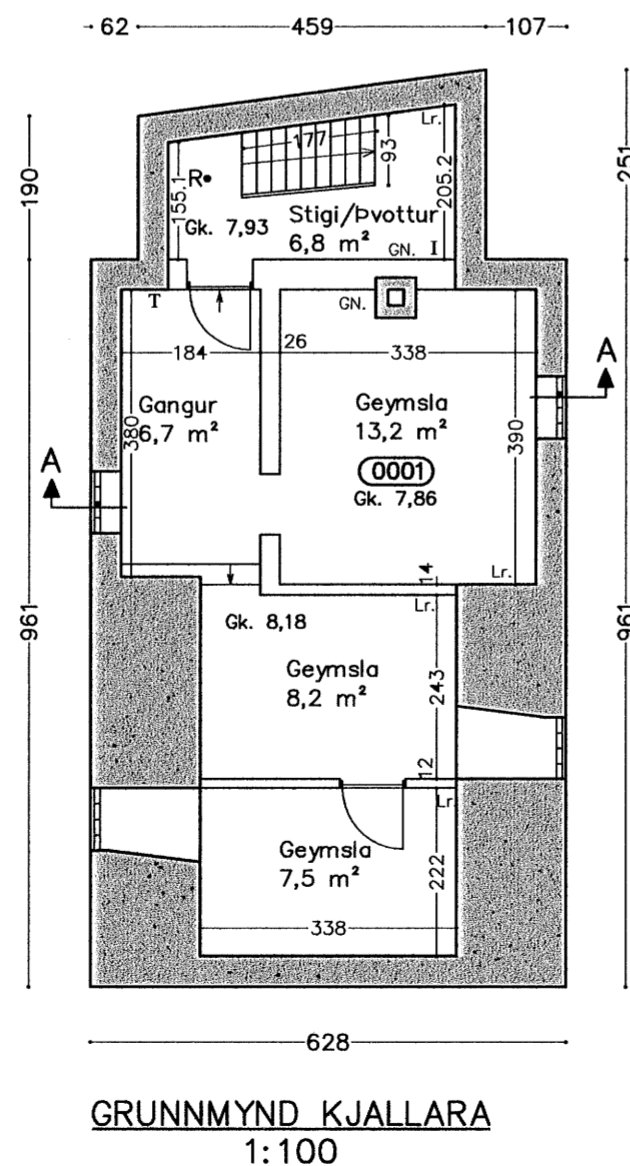 62 459 107
190
251
Lr.
177
93
R
155.1
205.2
Gk. 7,93
Stigi/Þvottur
6,8 m²
GN. I
T
GN.
184
26
338
A
A
Gangur
6,7 m²
380
Geymsla
13,2 m²
0001
Gk. 7,86
390
961
961
14
Lr.
Lr.
Gk. 8,18
Geymsla
8,2 m²
243
12
Lr.
Geymsla
7,5 m²
222
338
628
GRUNNMYND KJALLARA
1:100